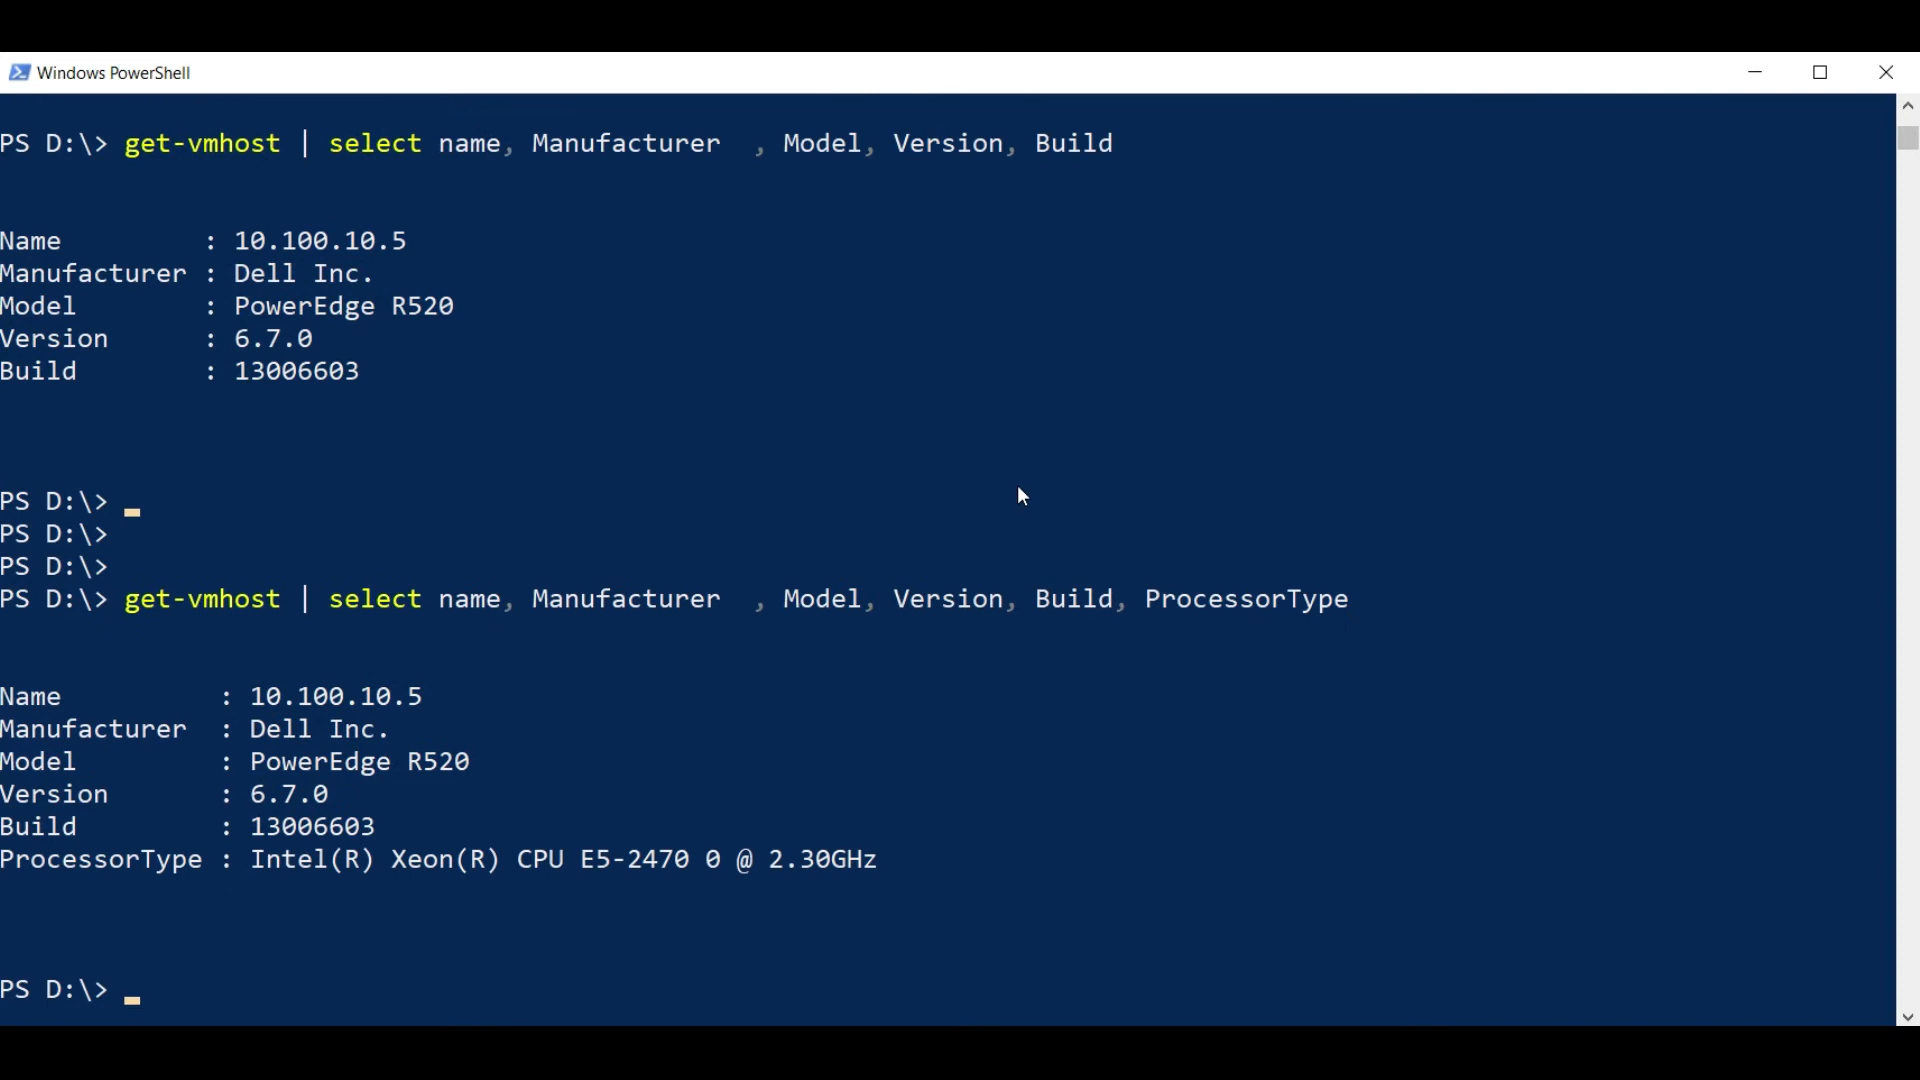 Windows PowerShell
PS D:\> get-vmhost | select name, Manufacturer  , Model, Version, Build
Name         : 10.100.10.5
Manufacturer : Dell Inc.
Model        : PowerEdge R520
Version      : 6.7.0
Build        : 13006603
PS D:\> _
PS D:\>
PS D:\>
PS D:\> get-vmhost | select name, Manufacturer  , Model, Version, Build, ProcessorType
Name          : 10.100.10.5
Manufacturer  : Dell Inc.
Model         : PowerEdge R520
Version       : 6.7.0
Build         : 13006603
ProcessorType : Intel(R) Xeon(R) CPU E5-2470 0 @ 2.30GHz
PS D:\> _